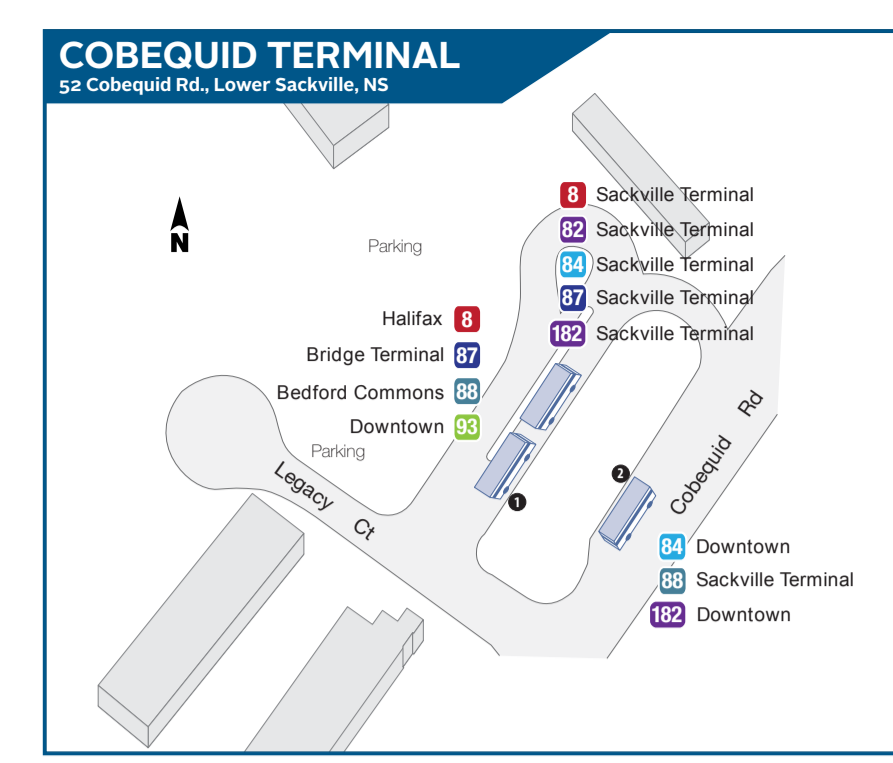 COBEQUID TERMINAL
52 Cobequid Rd., Lower Sackville, NS
N
Parking
8 Sackville Terminal
82 Sackville Terminal
84 Sackville Terminal
87 Sackville Terminal
182 Sackville Terminal
Halifax 8
Bridge Terminal 87
Bedford Commons 88
Downtown 93
Parking
Legacy Ct
1
2
Cobequid Rd
84 Downtown
88 Sackville Terminal
182 Downtown